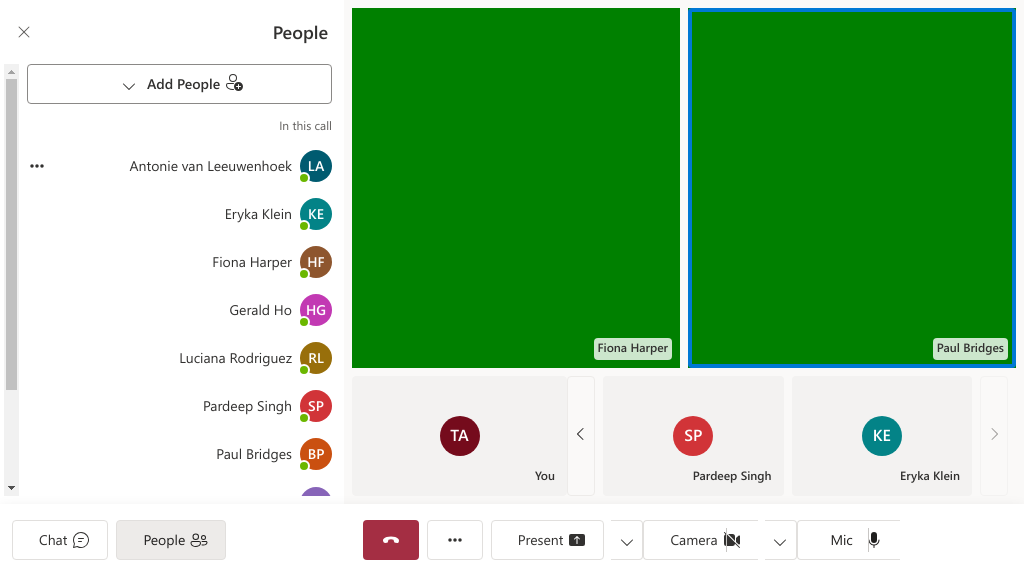 People
Add People
In this call
Antonie van Leeuwenhoek LA
Eryka Klein KE
Fiona Harper HF
Gerald Ho HG
Luciana Rodriguez RL
Pardeep Singh SP
Paul Bridges BP
Fiona Harper
Paul Bridges
TA
You
SP
Pardeep Singh
KE
Eryka Klein
Chat
People
Present
Camera
Mic